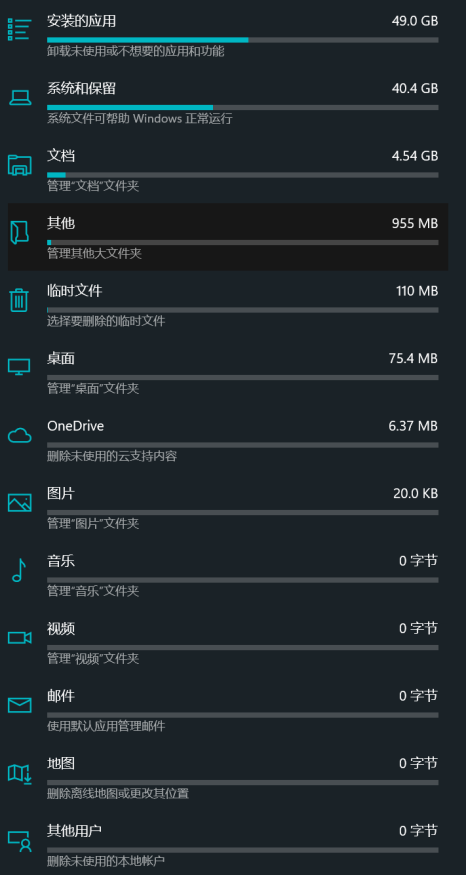 安装的应用 49.0 GB
卸载未使用或不想要的应用和功能
系统和保留 40.4 GB
系统文件可帮助 Windows 正常运行
文档 4.54 GB
管理"文档"文件夹
其他 955 MB
管理其他大文件夹
临时文件 110 MB
选择要删除的临时文件
桌面 75.4 MB
管理"桌面"文件夹
OneDrive 6.37 MB
删除未使用的云支持内容
图片 20.0 KB
管理"图片"文件夹
音乐 0 字节
管理"音乐"文件夹
视频 0 字节
管理"视频"文件夹
邮件 0 字节
使用默认应用管理邮件
地图 0 字节
删除离线地图或更改其位置
其他用户 0 字节
删除未使用的本地帐户